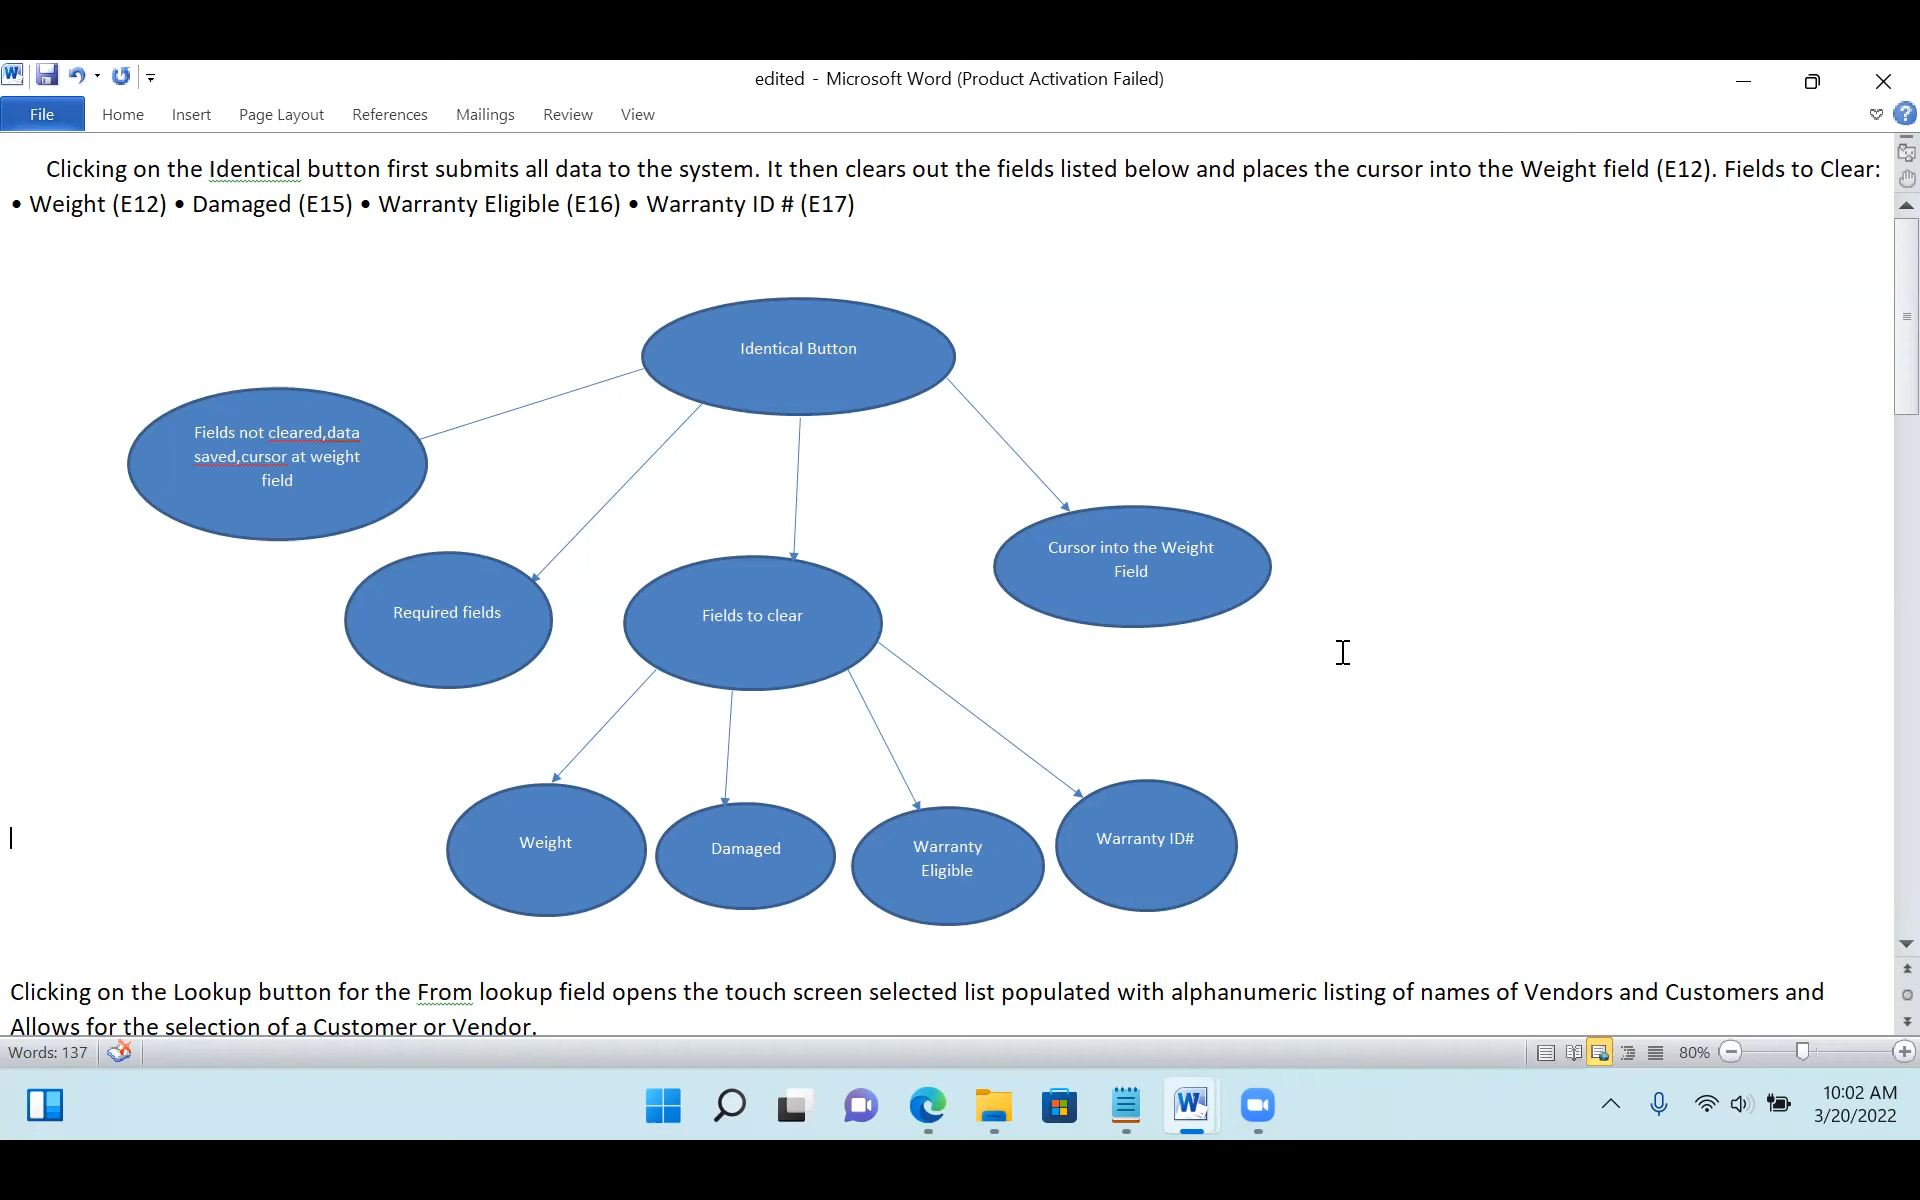 edited - Microsoft Word (Product Activation Failed)
File Home Insert Page Layout References Mailings Review View
Clicking on the Identical button first submits all data to the system. It then clears out the fields listed below and places the cursor into the Weight field (E12). Fields to Clear:
• Weight (E12) • Damaged (E15) • Warranty Eligible (E16) • Warranty ID # (E17)
Identical Button
Fields not cleared,data
saved,cursor at weight
field
Cursor into the Weight
Field
Required fields
Fields to clear
Weight
Damaged
Warranty
Eligible
Warranty ID#
Clicking on the Lookup button for the From lookup field opens the touch screen selected list populated with alphanumeric listing of names of Vendors and Customers and
Allows for the selection of a Customer or Vendor.
Words: 137
80%
10:02 AM
3/20/2022